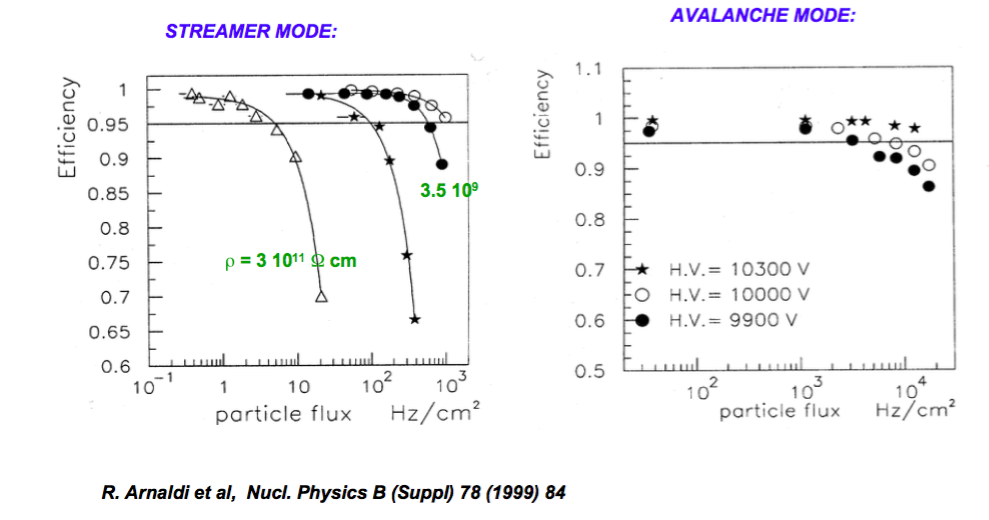 STREAMER MODE:
AVALANCHE MODE:
Efficiency
1
0.95
0.9
0.85
0.8
0.75
0.7
0.65
0.6
3.5 10⁹
ρ = 3 10¹¹ Ω cm
10⁻¹
1
10
10²
10³
particle flux Hz/cm²
Efficiency
1.1
1
0.9
0.8
0.7
0.6
0.5
H.V.= 10300 V
H.V.= 10000 V
H.V.= 9900 V
10²
10³
10⁴
particle flux Hz/cm²
R. Arnaldi et al, Nucl. Physics B (Suppl) 78 (1999) 84